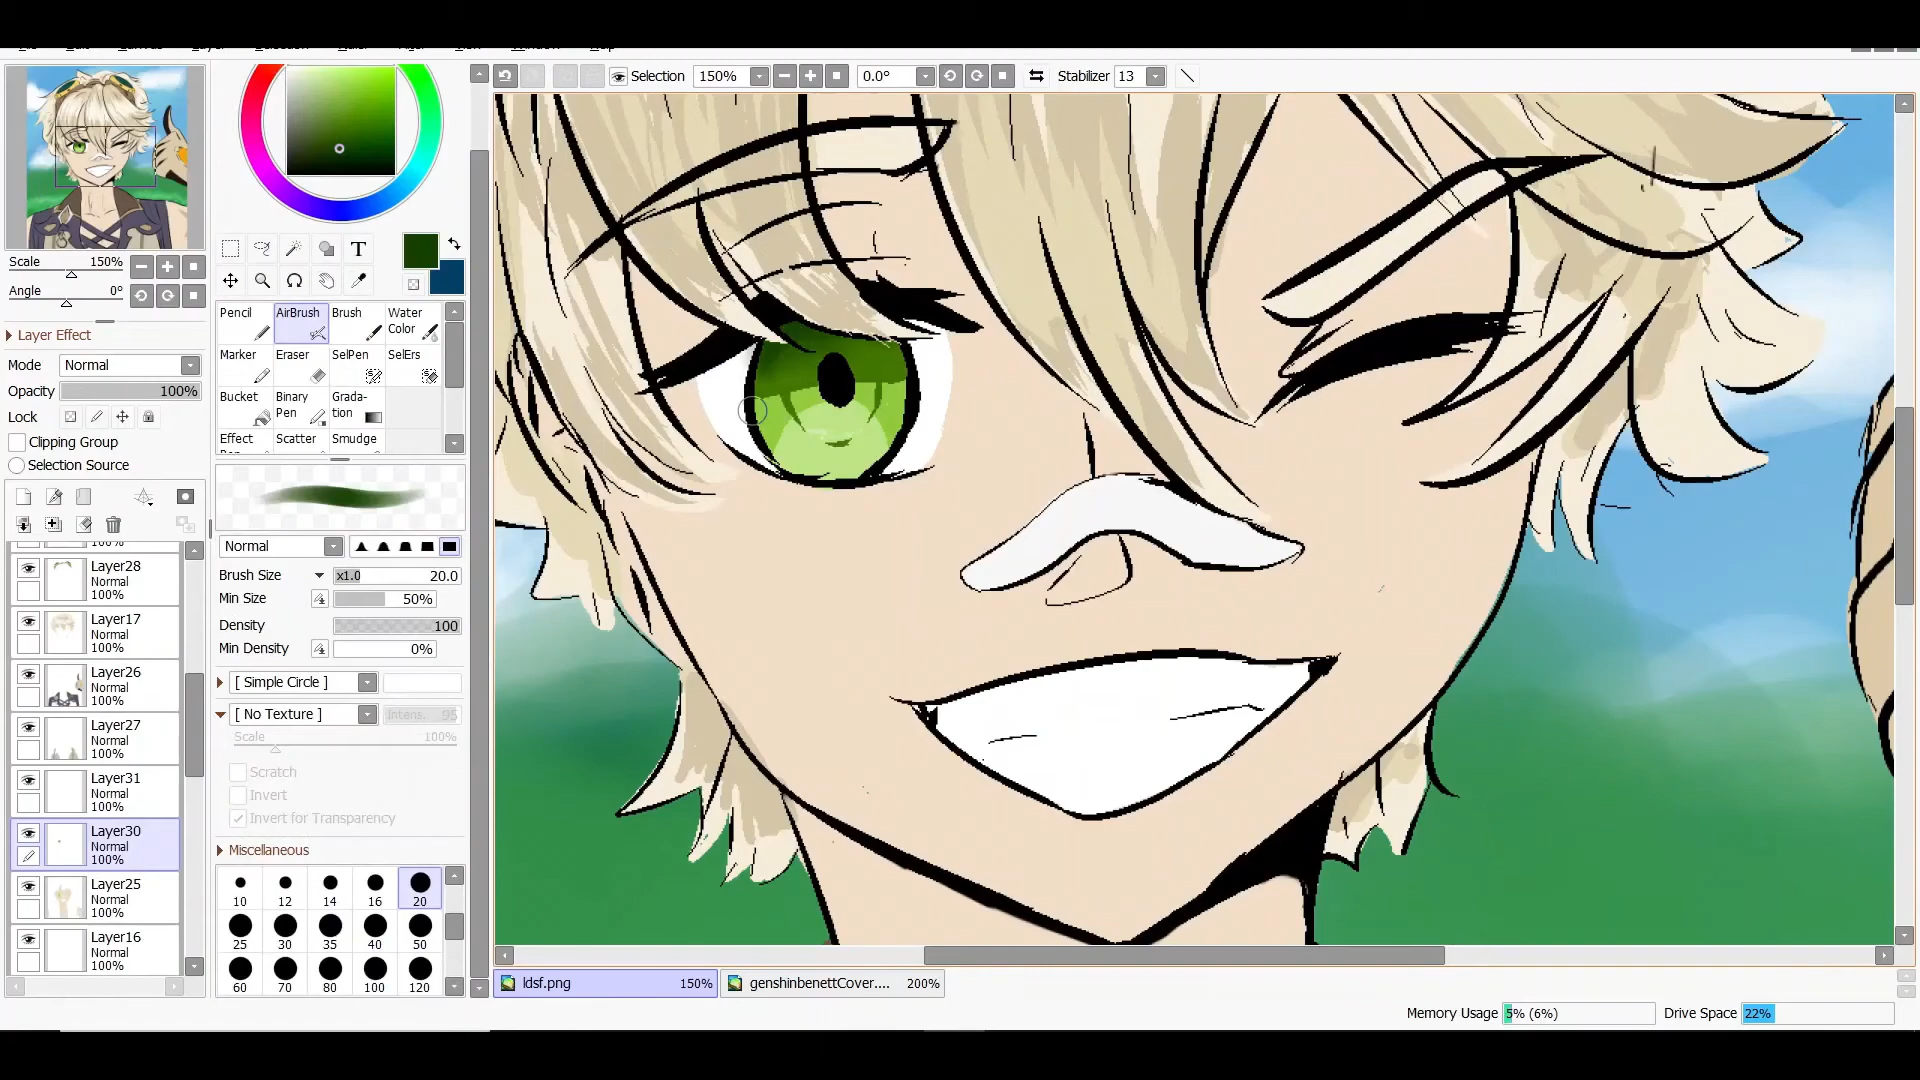 Selection 150% 0.0° Stabilizer 13
Scale 150%
Angle 0°
Layer Effect
Mode Normal
Opacity 100%
Lock
Clipping Group
Selection Source
100%
Layer28
Normal
100%
Layer17
Normal
100%
Layer26
Normal
100%
Layer27
Normal
100%
Layer31
Normal
100%
Layer30
Normal
100%
Layer25
Normal
100%
Layer16
Normal
100%
T
Pencil AirBrush Brush Water
Color
Marker Eraser SelPen SelErs
Bucket Binary
Pen Grada-
tion
Effect Scatter Smudge
Normal
Brush Size x1.0 20.0
Min Size 50%
Density 100
Min Density 0%
[ Simple Circle ]
[ No Texture ] Intens. 95
Scale 100%
Scratch
Invert
Invert for Transparency
Miscellaneous
10 12 14 16 20
25 30 35 40 50
60 70 80 100 120
ldsf.png 150% genshinbenettCover.... 200%
Memory Usage 5% (6%) Drive Space 22%